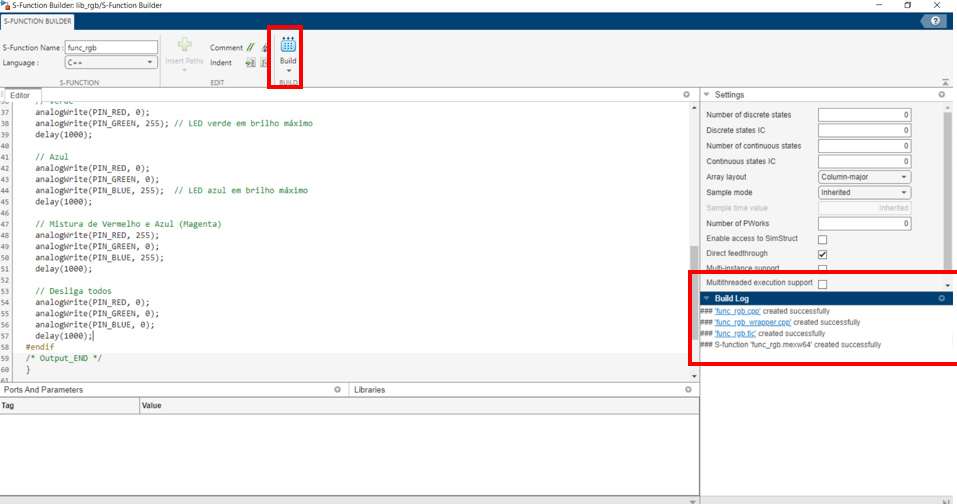 S-Function Builder: lib_rgb/S-Function Builder
S-FUNCTION BUILDER
S-Function Name: func_rgb
Language: C++
S-FUNCTION
Insert Paths
Comment //
Indent
EDIT
Build
BUILD
Editor
36 // Verde
37 analogWrite(PIN_RED, 0);
38 analogWrite(PIN_GREEN, 255); // LED verde em brilho máximo
39 delay(1000);
40
41 // Azul
42 analogWrite(PIN_RED, 0);
43 analogWrite(PIN_GREEN, 0);
44 analogWrite(PIN_BLUE, 255); // LED azul em brilho máximo
45 delay(1000);
46
47 // Mistura de Vermelho e Azul (Magenta)
48 analogWrite(PIN_RED, 255);
49 analogWrite(PIN_GREEN, 0);
50 analogWrite(PIN_BLUE, 255);
51 delay(1000);
52
53 // Desliga todos
54 analogWrite(PIN_RED, 0);
55 analogWrite(PIN_GREEN, 0);
56 analogWrite(PIN_BLUE, 0);
57 delay(1000);
58 #endif
59 /* Output_END */
60 }
61
Ports And Parameters
Tag Value
Libraries
Settings
Number of discrete states 0
Discrete states IC 0
Number of continuous states 0
Continuous states IC 0
Array layout Column-major
Sample mode Inherited
Sample time value Inherited
Number of PWorks 0
Enable access to SimStruct
Direct feedthrough
Multi-instance support
Multithreaded execution support
Build Log
### 'func_rgb.cpp' created successfully
### 'func_rgb_wrapper.cpp' created successfully
### 'func_rgb.tlc' created successfully
### S-function 'func_rgb.mexw64' created successfully